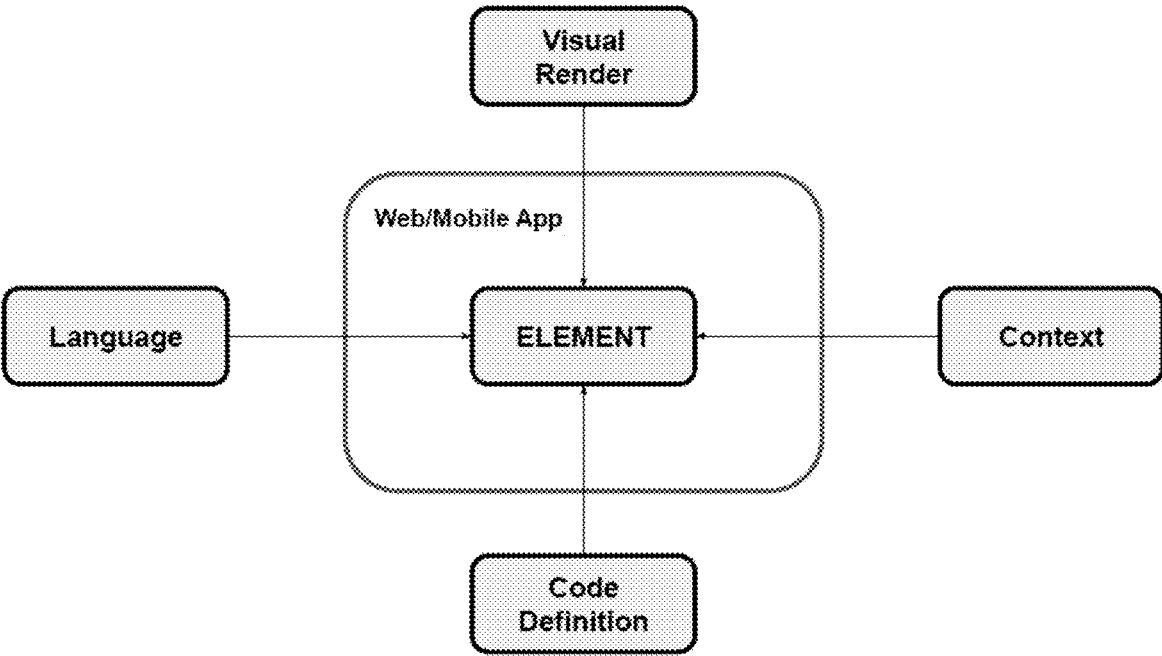 Visual
Render
Web/Mobile App
Language
ELEMENT
Context
Code
Definition